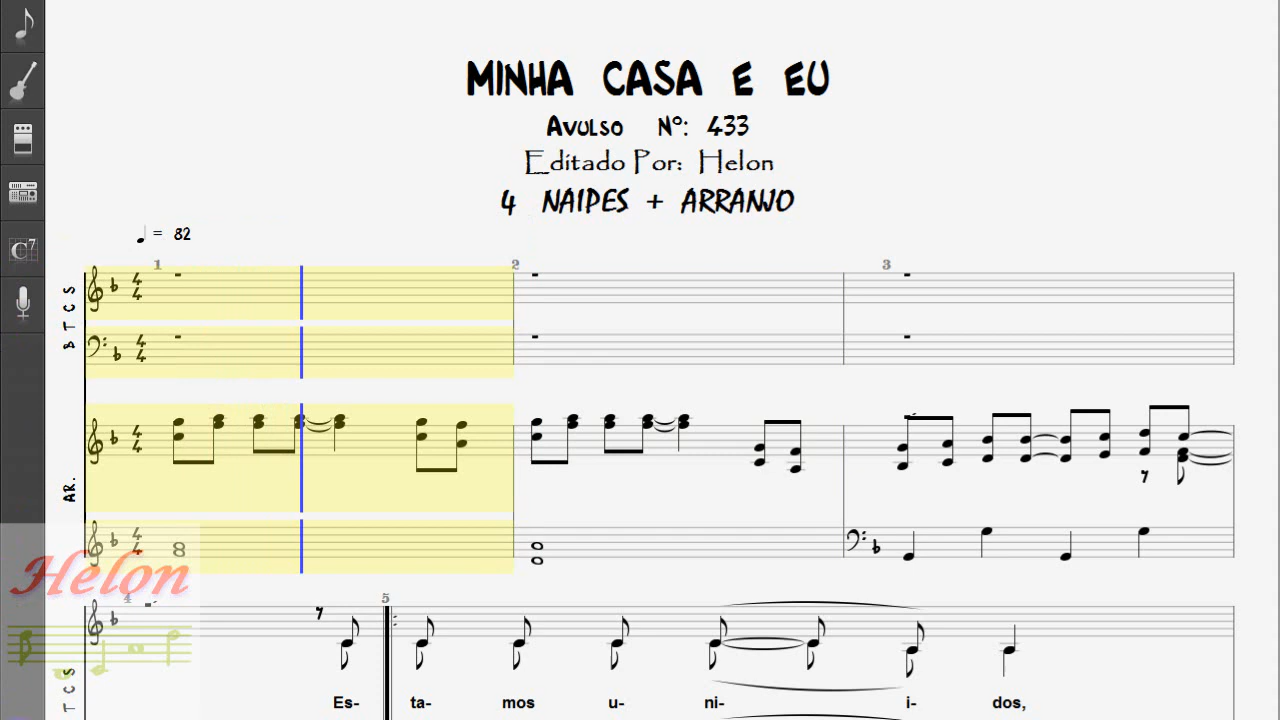 MINHA CASA E EU
AVULSO Nº: 433
Editado Por: Helon
4 NAIPES + ARRANJO
= 82
1 2 3
B T C S
AR.
C7
Helon
4 5
T C S
Es- ta- mos u- ni- i- dos,